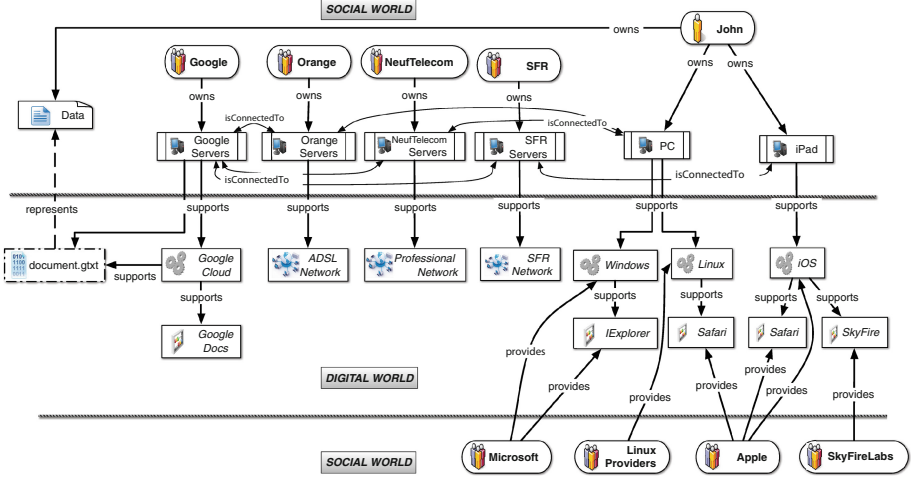 SOCIAL WORLD
owns
John
Google
Orange
NeufTelecom
SFR
owns
owns
owns
owns
owns
owns
Data
isConnectedTo
isConnectedTo
Google
Servers
Orange
Servers
NeufTelecom
Servers
SFR
Servers
PC
iPad
isConnectedTo
isConnectedTo
represents
supports
supports
supports
supports
supports
supports
document.gtxt
supports
Google
Cloud
ADSL
Network
Professional
Network
SFR
Network
Windows
Linux
iOS
supports
supports
supports
supports
supports
Google
Docs
IExplorer
Safari
Safari
SkyFire
provides
provides
provides
provides
provides
provides
provides
DIGITAL WORLD
SOCIAL WORLD
Microsoft
Linux
Providers
Apple
SkyFireLabs